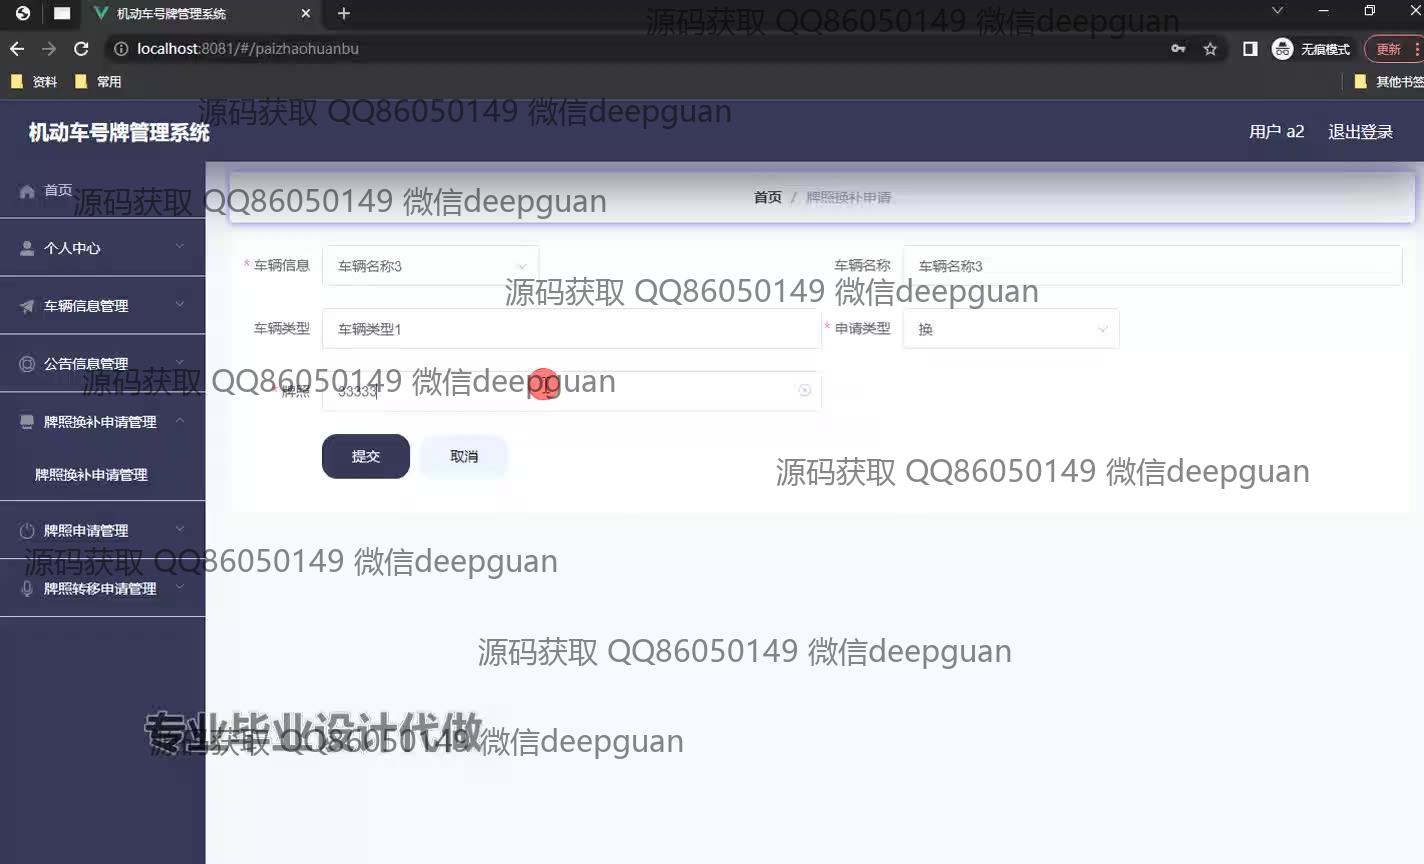 机动车号牌管理系统
源码获取 QQ86050149 微信deepguan
localhost:8081/#/paizhaohuanbu
无痕模式
更新
资料
常用
其他书签
源码获取 QQ86050149 微信deepguan
机动车号牌管理系统
用户 a2
退出登录
首页
源码获取 QQ86050149 微信deepguan
首页 / 牌照换补申请
个人中心
* 车辆信息
车辆名称3
车辆名称
车辆名称3
源码获取 QQ86050149 微信deepguan
车辆信息管理
车辆类型
车辆类型1
* 申请类型
换
公告信息管理
源码获取 QQ86050149 微信deepguan
* 牌照
33333
牌照换补申请管理
提交
取消
牌照换补申请管理
源码获取 QQ86050149 微信deepguan
牌照申请管理
源码获取 QQ86050149 微信deepguan
牌照转移申请管理
源码获取 QQ86050149 微信deepguan
专业毕业设计代做
源码获取 QQ86050149 微信deepguan